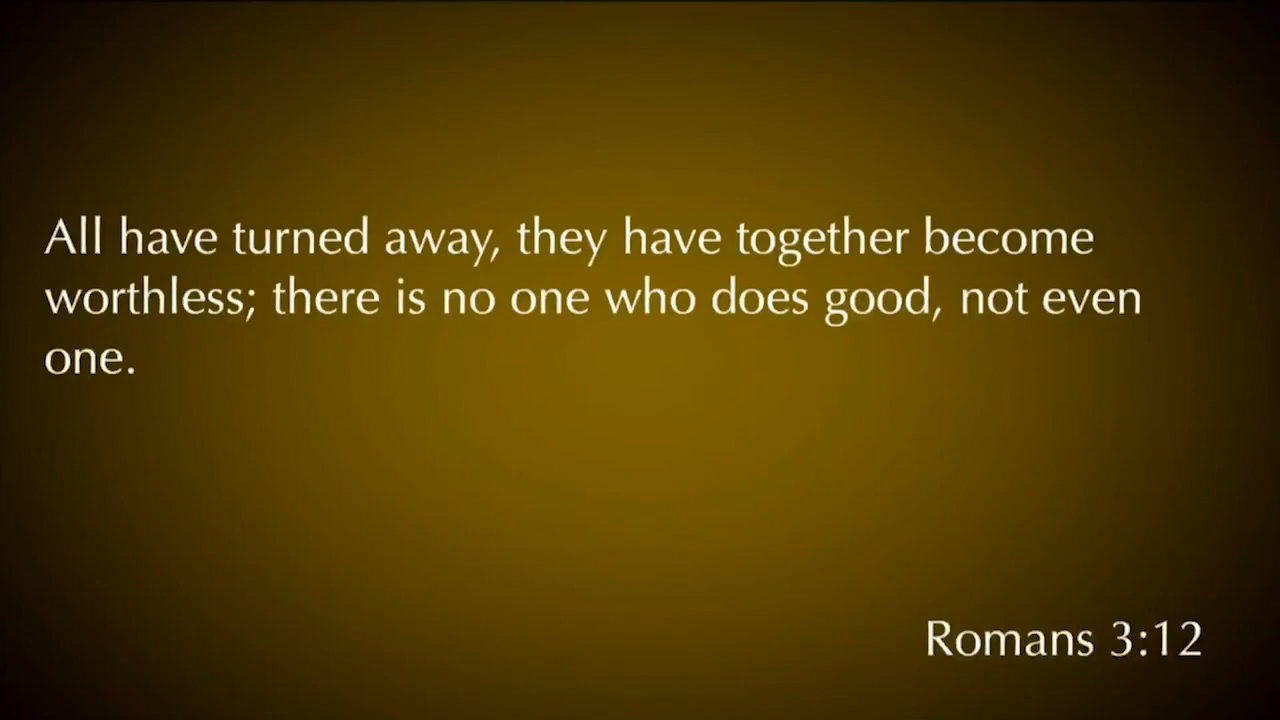 All have turned away, they have together become
worthless; there is no one who does good, not even
one.
Romans 3:12